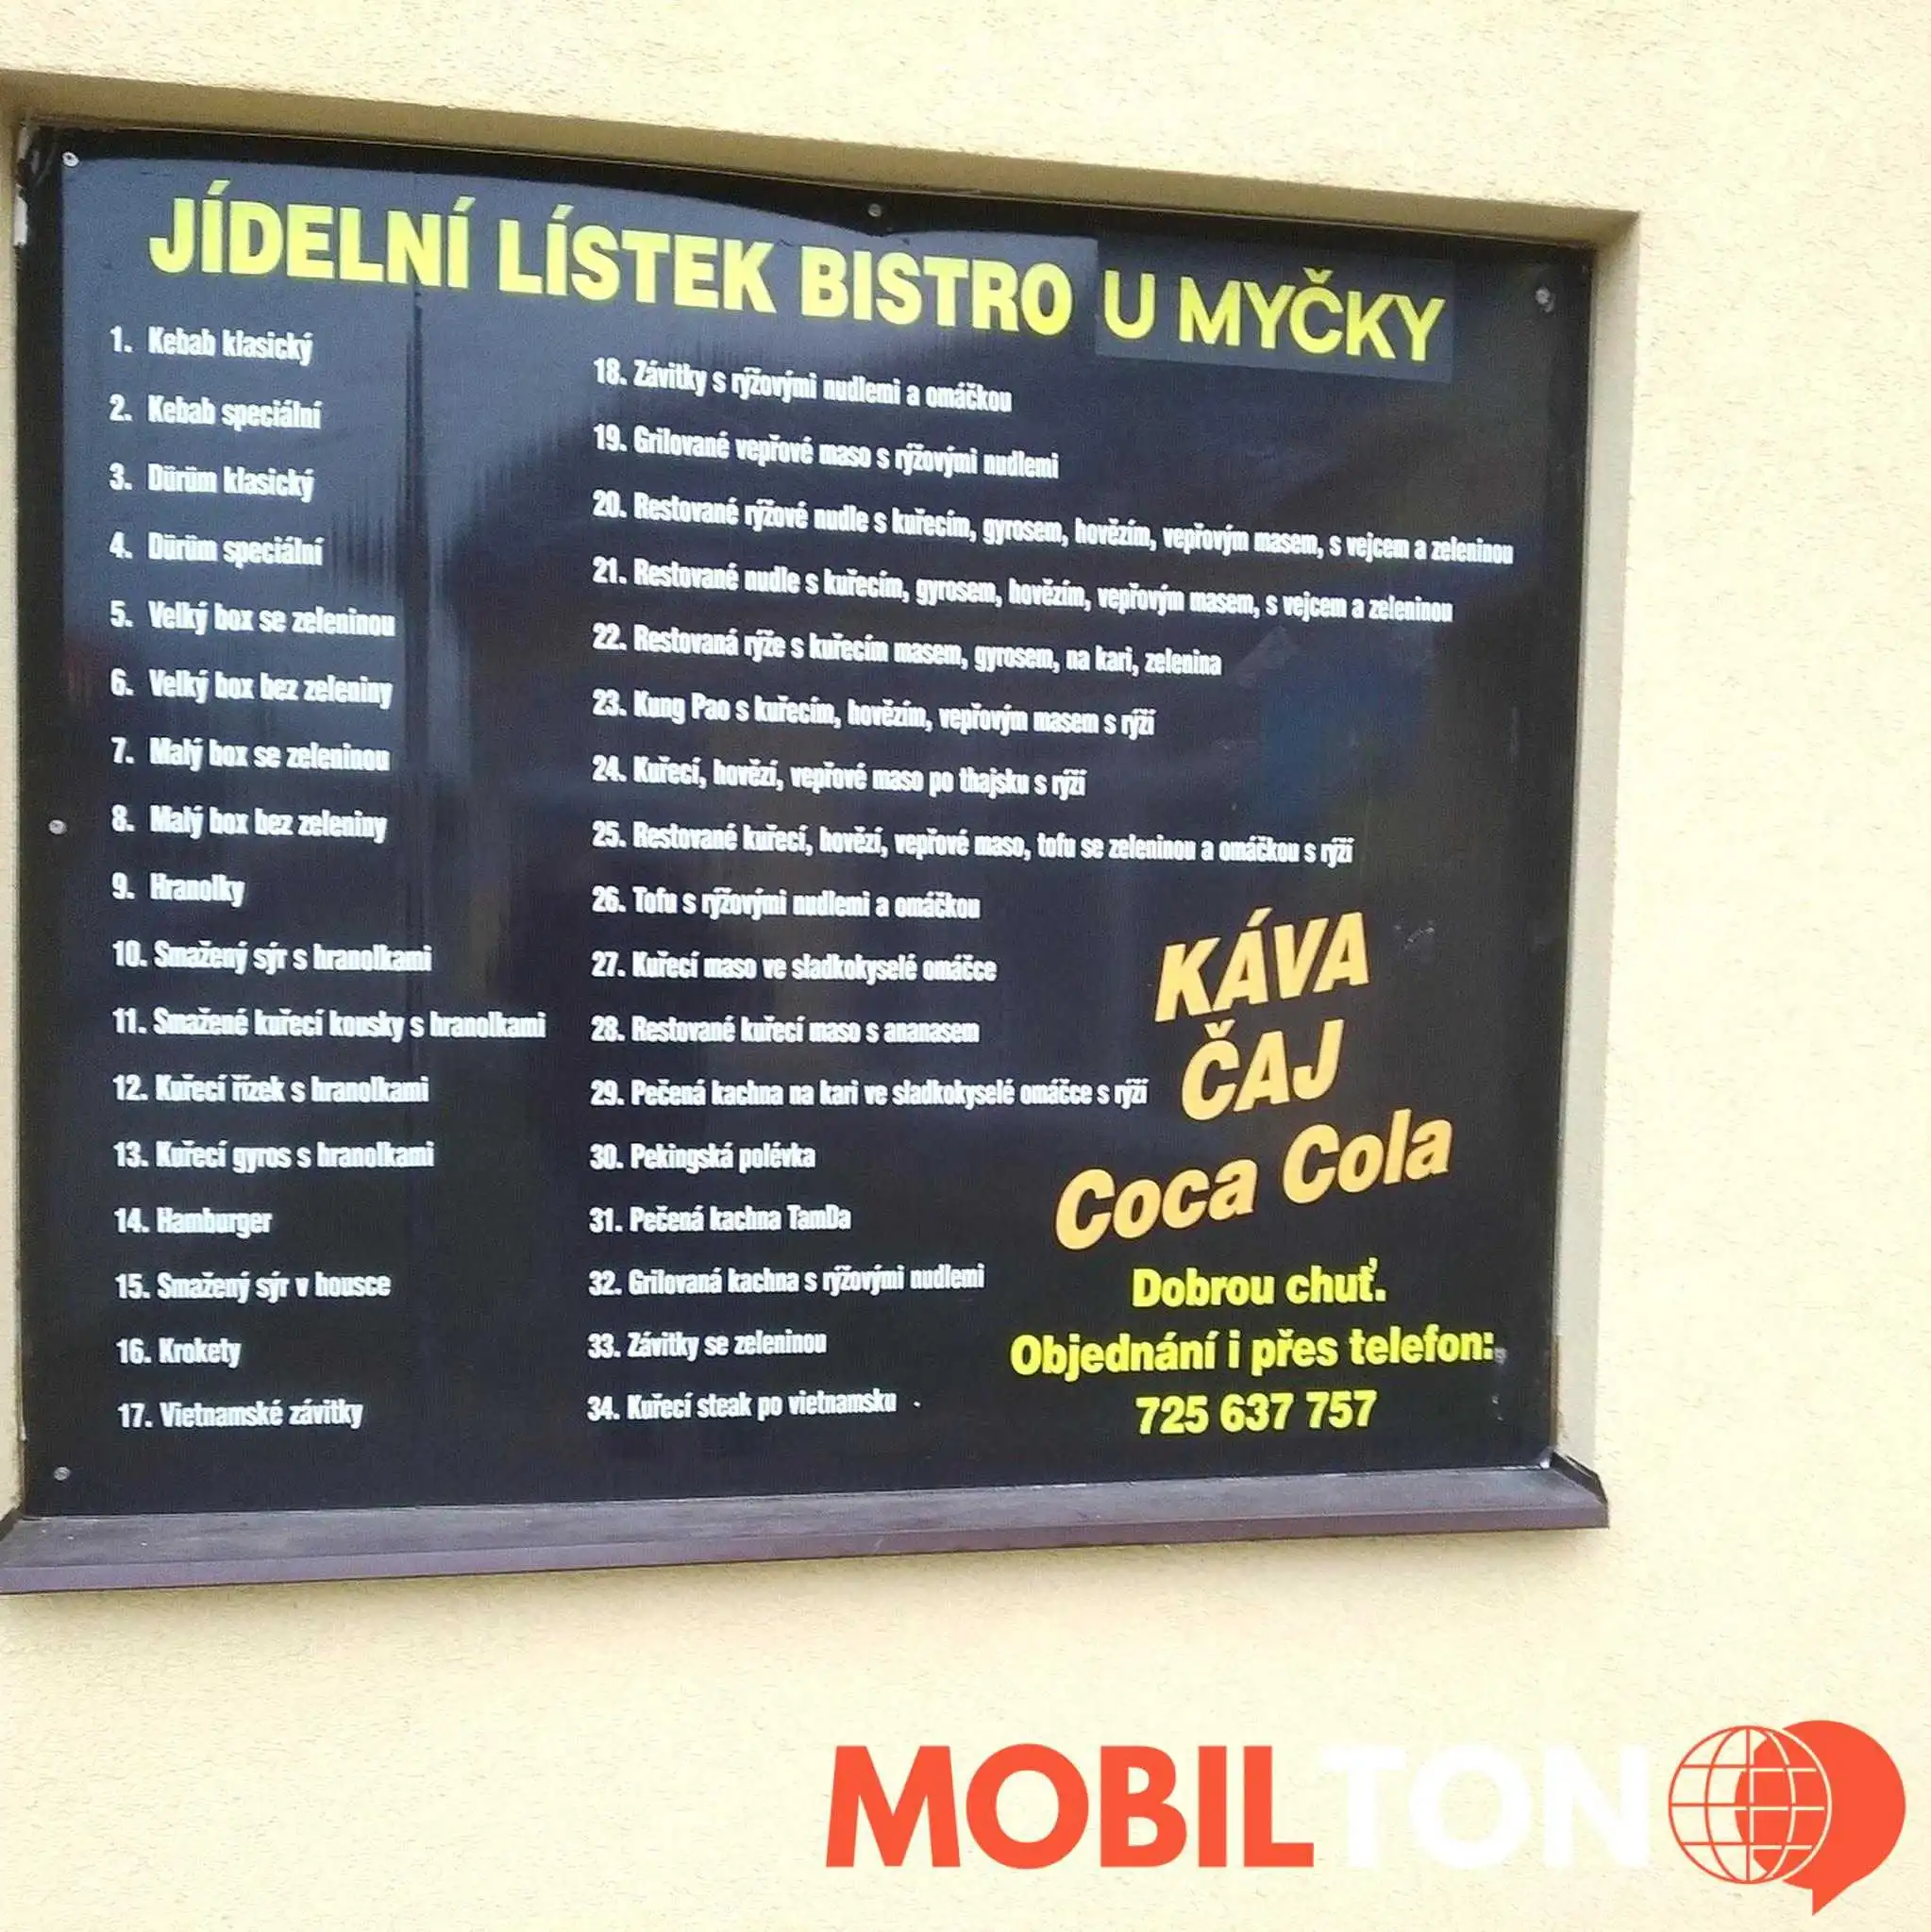 JÍDELNÍ LÍSTEK BISTRO U MYČKY
1. Kebab klasický
2. Kebab speciální
3. Dürüm klasický
4. Dürüm speciální
5. Velký box se zeleninou
6. Velký box bez zeleniny
7. Malý box se zeleninou
8. Malý box bez zeleniny
9. Hranolky
10. Smažený sýr s hranolkami
11. Smažené kuřecí kousky s hranolkami
12. Kuřecí řízek s hranolkami
13. Kuřecí gyros s hranolkami
14. Hamburger
15. Smažený sýr v housce
16. Krokety
17. Vietnamské závitky
18. Závitky s rýžovými nudlemi a omáčkou
19. Grilované vepřové maso s rýžovými nudlemi
20. Restované rýžové nudle s kuřecím, gyrosem, hovězím, vepřovým masem, s vejcem a zeleninou
21. Restované nudle s kuřecím, gyrosem, hovězím, vepřovým masem, s vejcem a zeleninou
22. Restovaná rýže s kuřecím masem, gyrosem, na kari, zelenina
23. Kung Pao s kuřecím, hovězím, vepřovým masem s rýží
24. Kuřecí, hovězí, vepřové maso po thajsku s rýží
25. Restované kuřecí, hovězí, vepřové maso, tofu se zeleninou a omáčkou s rýží
26. Tofu s rýžovými nudlemi a omáčkou
27. Kuřecí maso ve sladkokyselé omáčce
28. Restované kuřecí maso s ananasem
29. Pečená kachna na kari ve sladkokyselé omáčce s rýží
30. Pekingská polévka
31. Pečená kachna TamDa
32. Grilovaná kachna s rýžovými nudlemi
33. Závitky se zeleninou
34. Kuřecí steak po vietnamsku
KÁVA
ČAJ
Coca Cola
Dobrou chuť.
Objednání i přes telefon:
725 637 757
MOBILTON